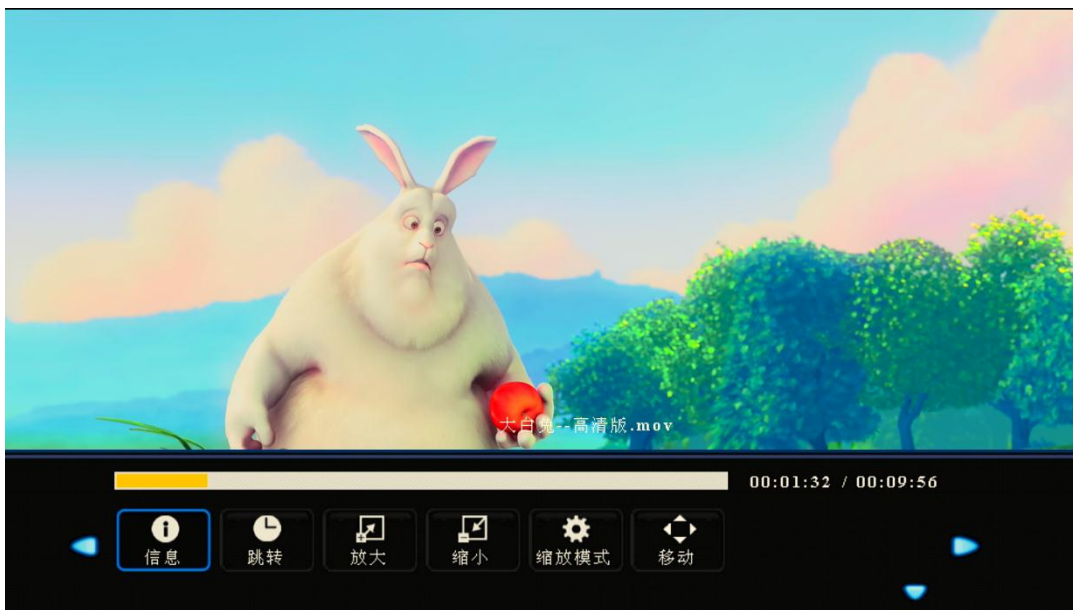 大白兔--高清版.mov
00:01:32 / 00:09:56
信息
跳转
放大
缩小
缩放模式
移动